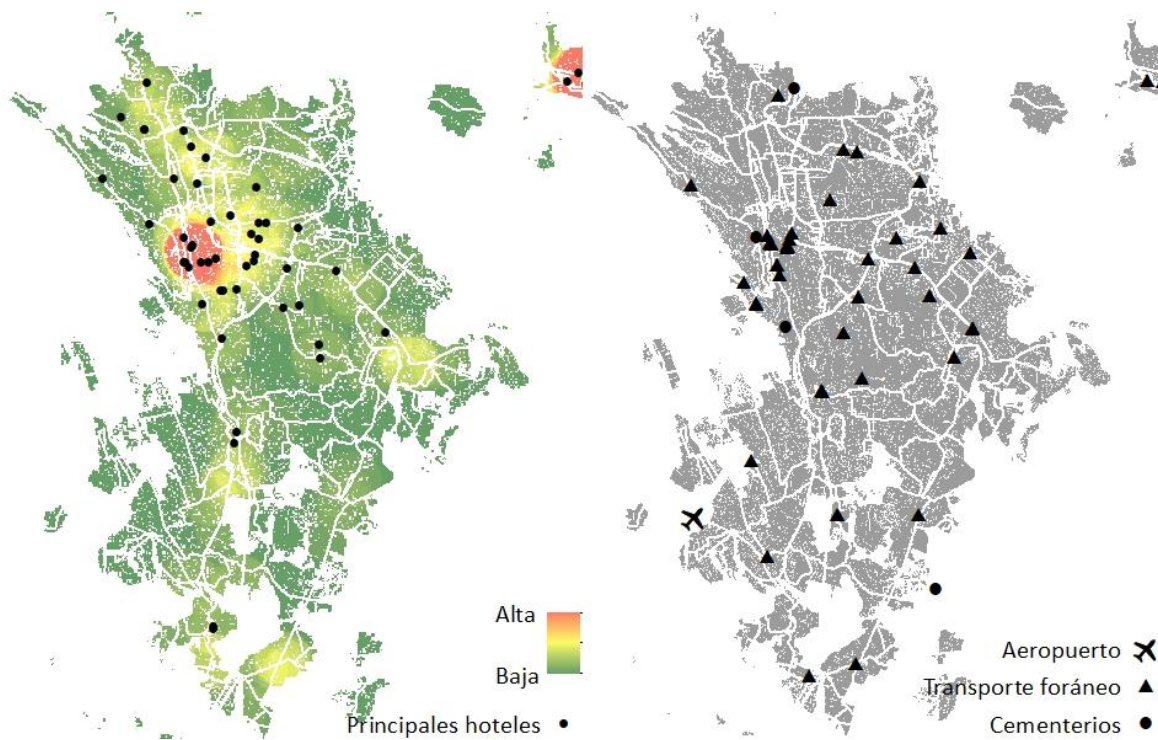 Alta
Baja
Principales hoteles
Aeropuerto
Transporte foráneo
Cementerios